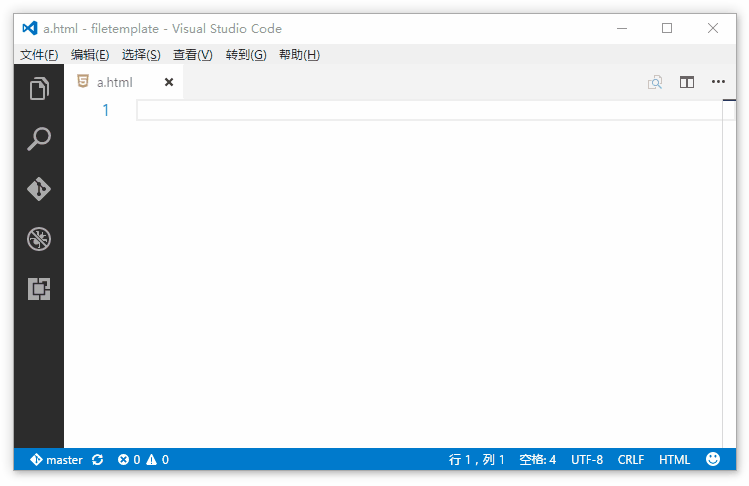 a.html - filetemplate - Visual Studio Code
文件(F) 编辑(E) 选择(S) 查看(V) 转到(G) 帮助(H)
a.html
1
master 0 0 行 1，列 1 空格: 4 UTF-8 CRLF HTML